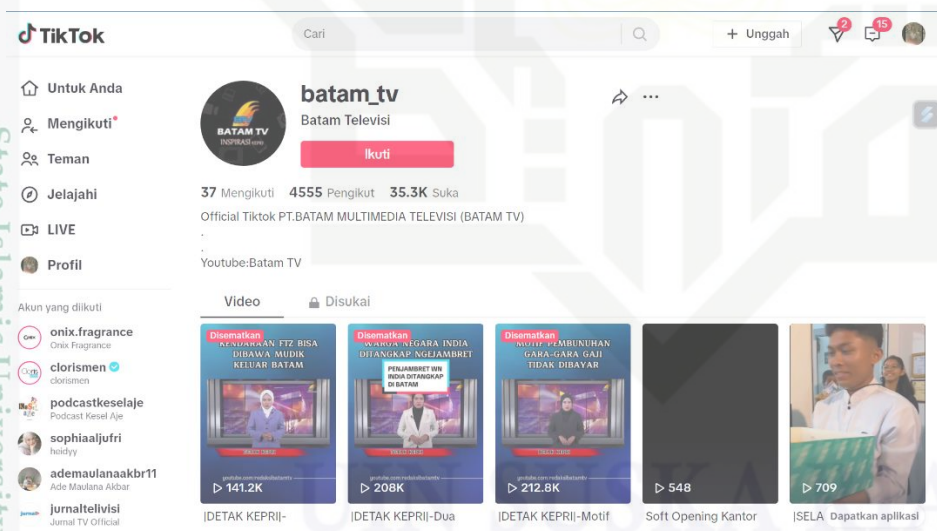 TikTok
Cari
+ Unggah
2
15
Untuk Anda
Mengikuti
Teman
Jelajahi
LIVE
Profil
Akun yang diikuti
onix.fragrance
Onix Fragrance
clorismen
clorismen
podcastkeselaje
Podcast Kesel Aje
sophiaaljufri
heidyy
ademaulanaakbr11
Ade Maulana Akbar
jurnaltelivisi
Jurnal TV Official
BATAM TV
batam_tv
Batam Televisi
Ikuti
37 Mengikuti 4555 Pengikut 35.3K Suka
Official Tiktok PT.BATAM MULTIMEDIA TELEVISI (BATAM TV)
.
.
Youtube:Batam TV
Video Disukai
Disematkan
KENDARAAN FTZ BISA
DIBAWA MUDIK
KELUAR BATAM
141.2K
|DETAK KEPRI|-
Disematkan
WARGA NEGARA INDIA
DITANGKAP NGEJAMBRET
PENJAMBRET WN
INDIA DITANGKAP
DI BATAM
208K
|DETAK KEPRI|-Dua
Disematkan
MOTIF PEMBUNUHAN
GARA-GARA GAJI
TIDAK DIBAYAR
212.8K
|DETAK KEPRI|-Motif
548
Soft Opening Kantor
709
|SELA
Dapatkan aplikasi
UIN SUSKA